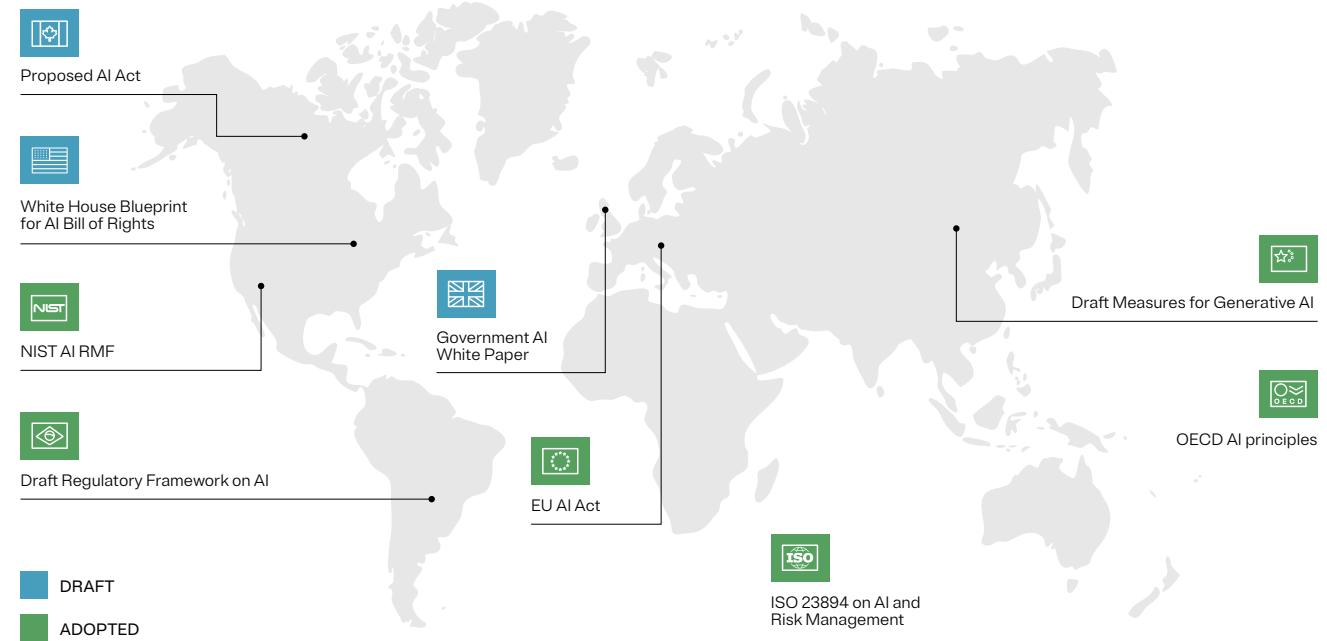 Proposed AI Act
White House Blueprint
for AI Bill of Rights
NIST
NIST AI RMF
Draft Regulatory Framework on AI
Government AI
White Paper
EU AI Act
ISO
ISO 23894 on AI and
Risk Management
Draft Measures for Generative AI
OECD
OECD AI principles
DRAFT
ADOPTED